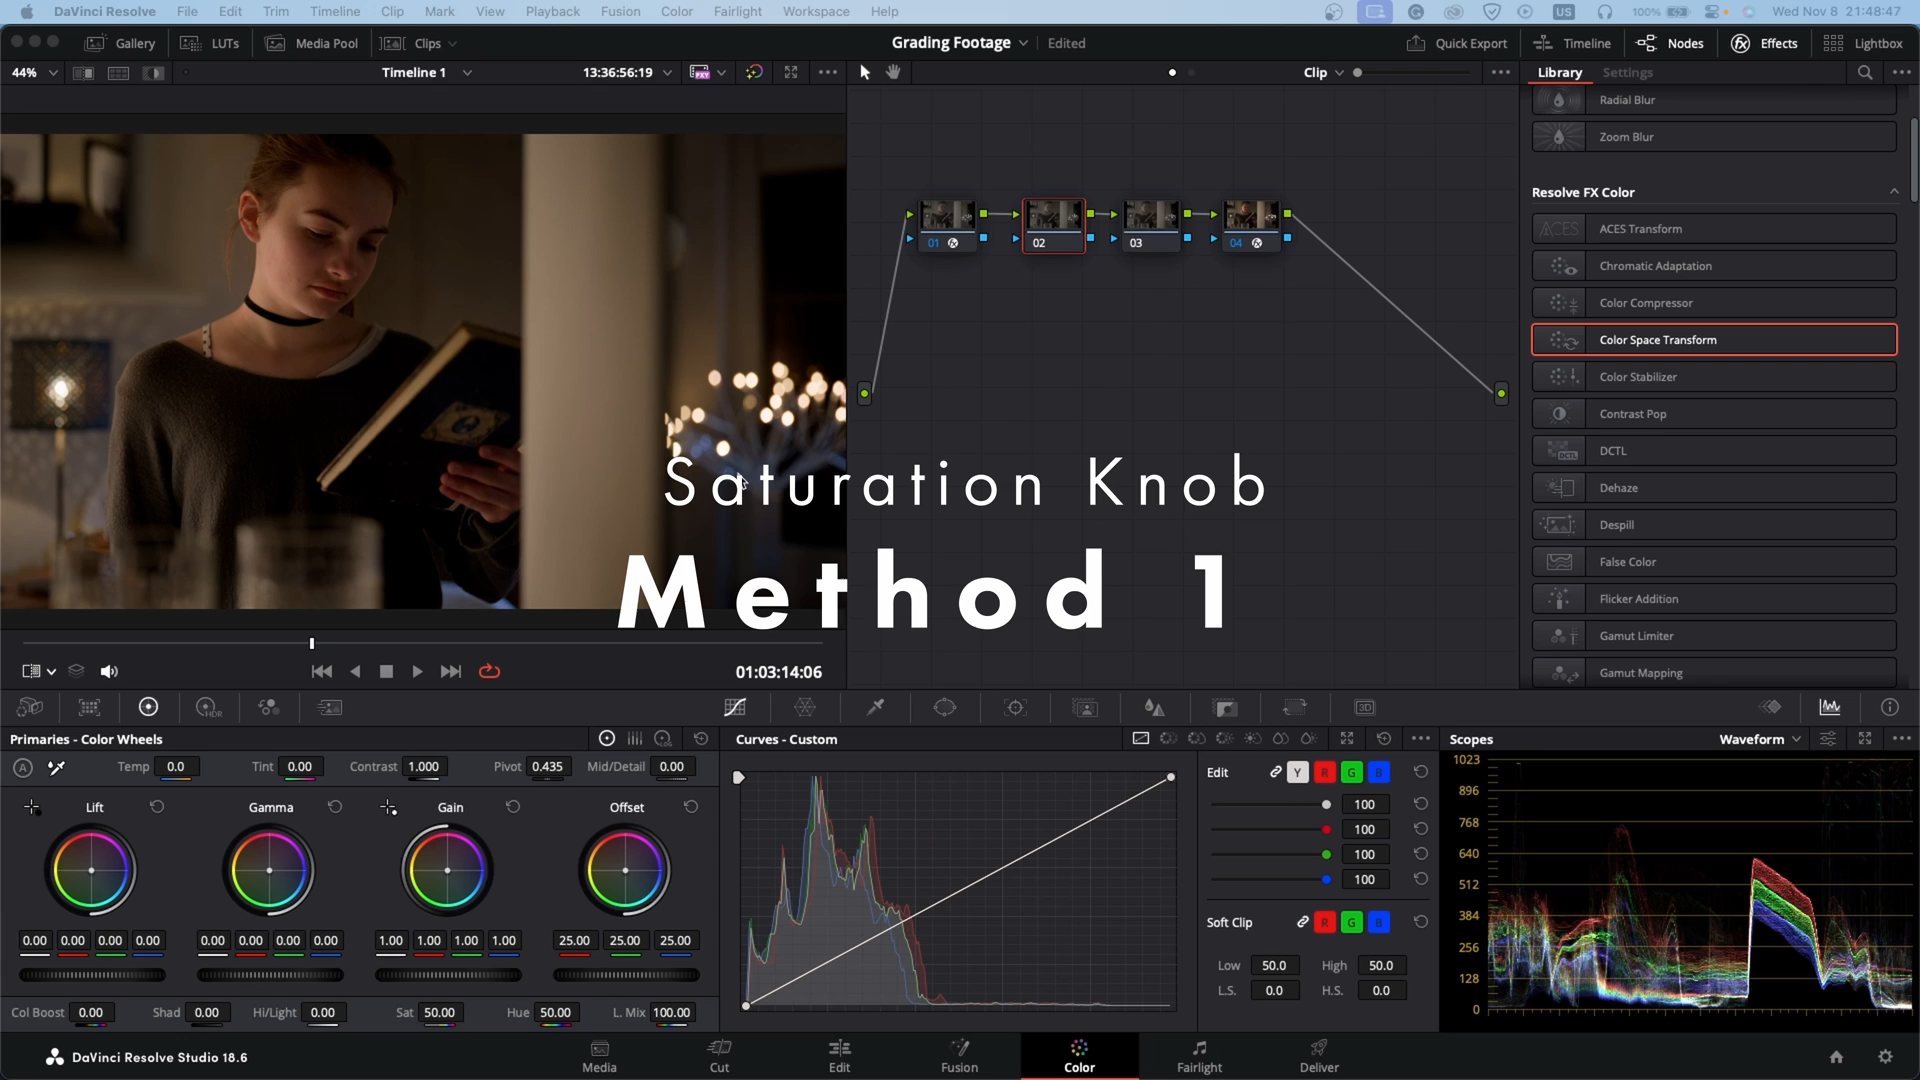 DaVinci Resolve File Edit Trim Timeline Clip Mark View Playback Fusion Color Fairlight Workspace Help US 100% Wed Nov 8 21:48:47
Gallery LUTs Media Pool Clips Grading Footage Edited Quick Export Timeline Nodes Effects Lightbox
44% Timeline 1 13:36:56:19 PXY Clip Library Settings
Radial Blur
Zoom Blur
Resolve FX Color
ACES ACES Transform
Chromatic Adaptation
Color Compressor
Color Space Transform
Color Stabilizer
Contrast Pop
DCTL DCTL
Dehaze
Despill
False Color
Flicker Addition
Gamut Limiter
Gamut Mapping
01 02 03 04
Saturation Knob
Method 1
01:03:14:06
HDR 3D
Primaries - Color Wheels Curves - Custom Scopes Waveform
A Temp 0.0 Tint 0.00 Contrast 1.000 Pivot 0.435 Mid/Detail 0.00
Lift Gamma Gain Offset
0.00 0.00 0.00 0.00 0.00 0.00 0.00 0.00 1.00 1.00 1.00 1.00 25.00 25.00 25.00
Col Boost 0.00 Shad 0.00 Hi/Light 0.00 Sat 50.00 Hue 50.00 L. Mix 100.00
Edit Y R G B
100
100
100
100
Soft Clip R G B
Low 50.0 High 50.0
L.S. 0.0 H.S. 0.0
1023
896
768
640
512
384
256
128
0
DaVinci Resolve Studio 18.6 Media Cut Edit Fusion Color Fairlight Deliver